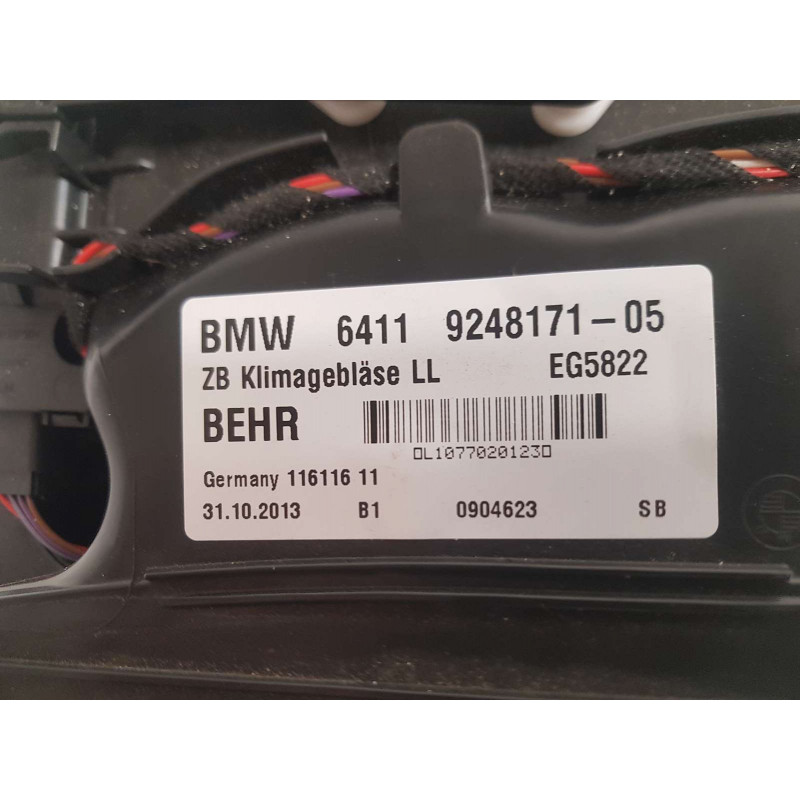 BMW 6411 9248171-05
ZB Klimagebläse LL EG5822
BEHR
0L10770201230
Germany 116116 11
31.10.2013 B1 0904623 SB